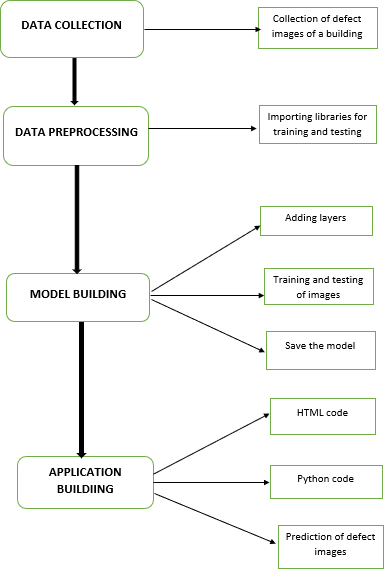 DATA COLLECTION
Collection of defect
images of a building
DATA PREPROCESSING
Importing libraries for
training and testing
MODEL BUILDING
Adding layers
Training and testing
of images
Save the model
APPLICATION
BUILDIING
HTML code
Python code
Prediction of defect
images